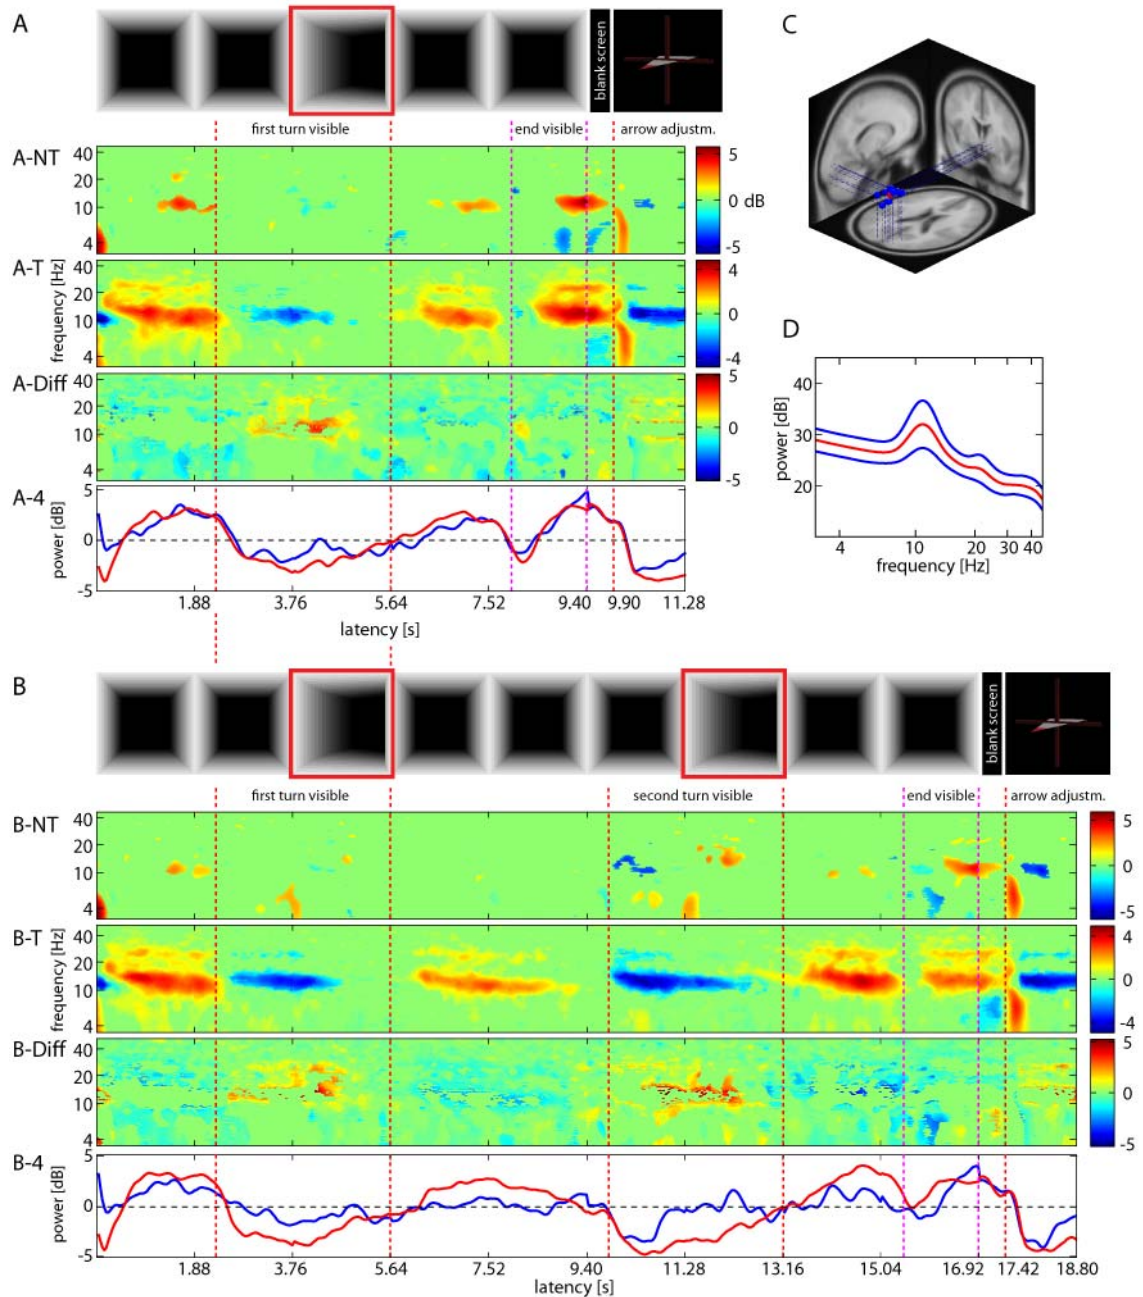 A
blank screen
C
first turn visible
end visible
arrow adjustm.
A-NT
40
20
10
4
5
0 dB
-5
A-T
frequency [Hz]
40
20
10
4
4
0
-4
A-Diff
40
20
10
4
5
0
-5
A-4
power [dB]
5
0
-5
1.88 3.76 5.64 7.52 9.40 9.90 11.28
latency [s]
D
power [dB]
40
30
20
4 10 20 30 40
frequency [Hz]
B
blank screen
first turn visible
second turn visible
end visible
arrow adjustm.
B-NT
40
20
10
4
5
0
-5
B-T
frequency [Hz]
40
20
10
4
4
0
-4
B-Diff
40
20
10
4
5
0
-5
B-4
power [dB]
5
0
-5
1.88 3.76 5.64 7.52 9.40 11.28 13.16 15.04 16.92 17.42 18.80
latency [s]